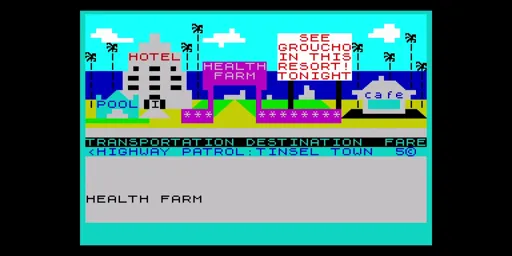 HOTEL
HEALTH
FARM
SEE
GROUCHO
IN THIS
RESORT!
TONIGHT
POOL
cafe
***
*****
TRANSPORTATION DESTINATION FARE
<HIGHWAY PATROL:TINSEL TOWN 5©
HEALTH FARM